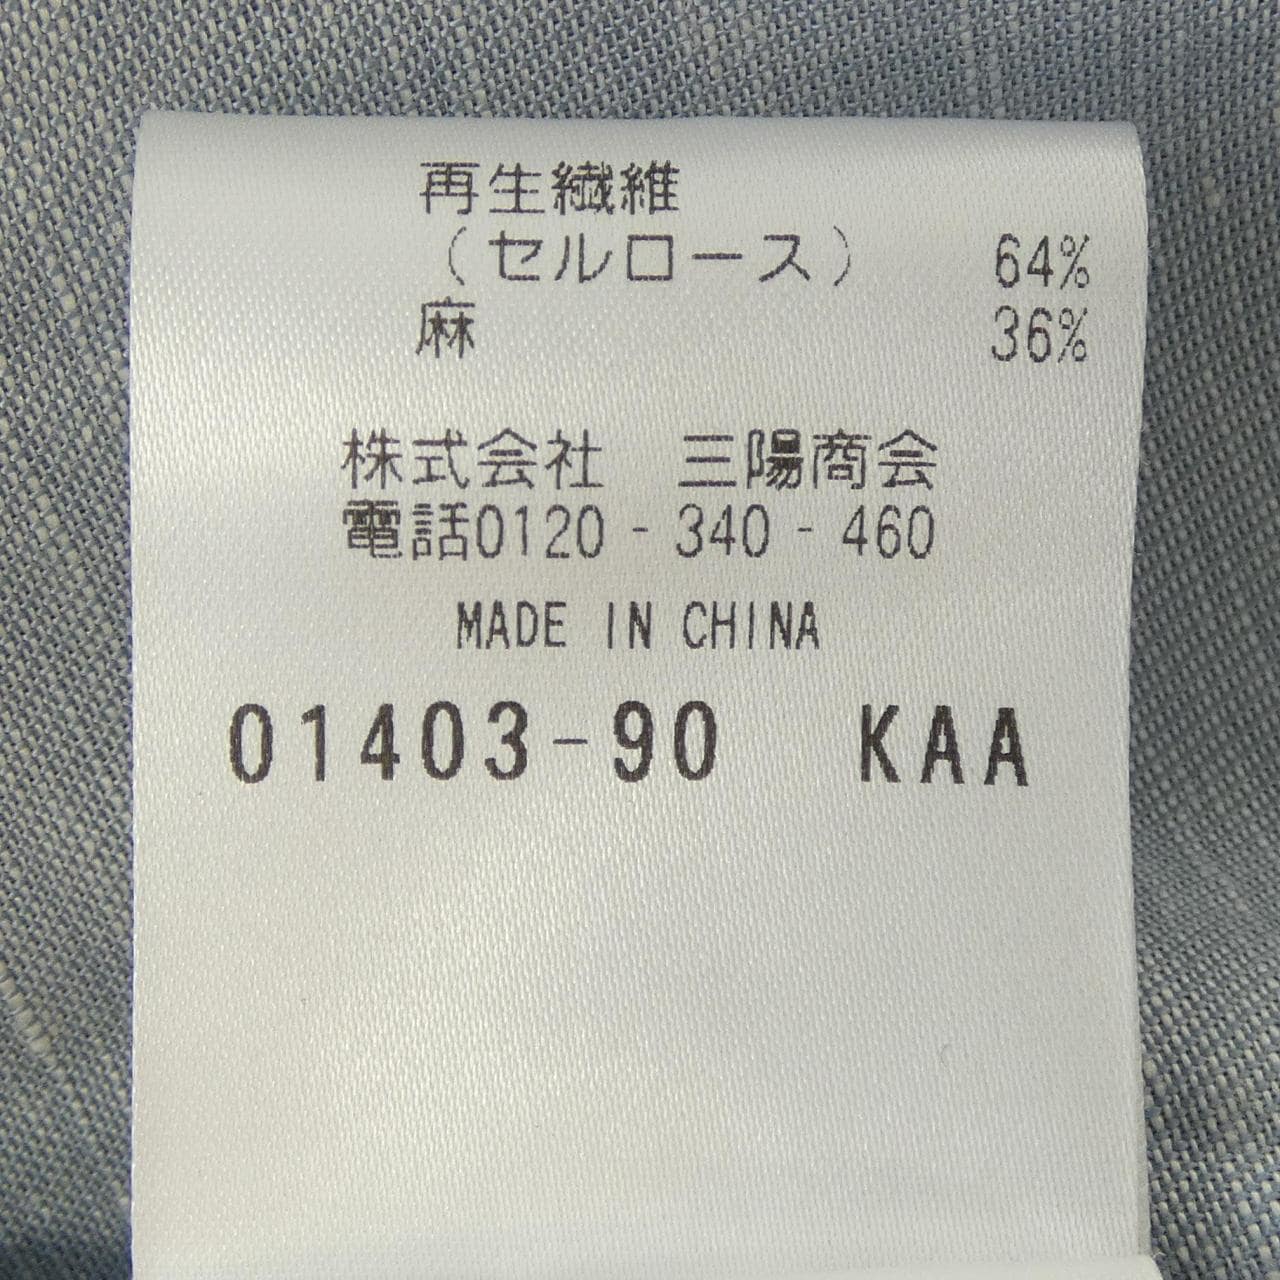 再生繊維
（セルロース） 64%
麻 36%
株式会社　三陽商会
電話0120-340-460
MADE IN CHINA
01403-90 KAA